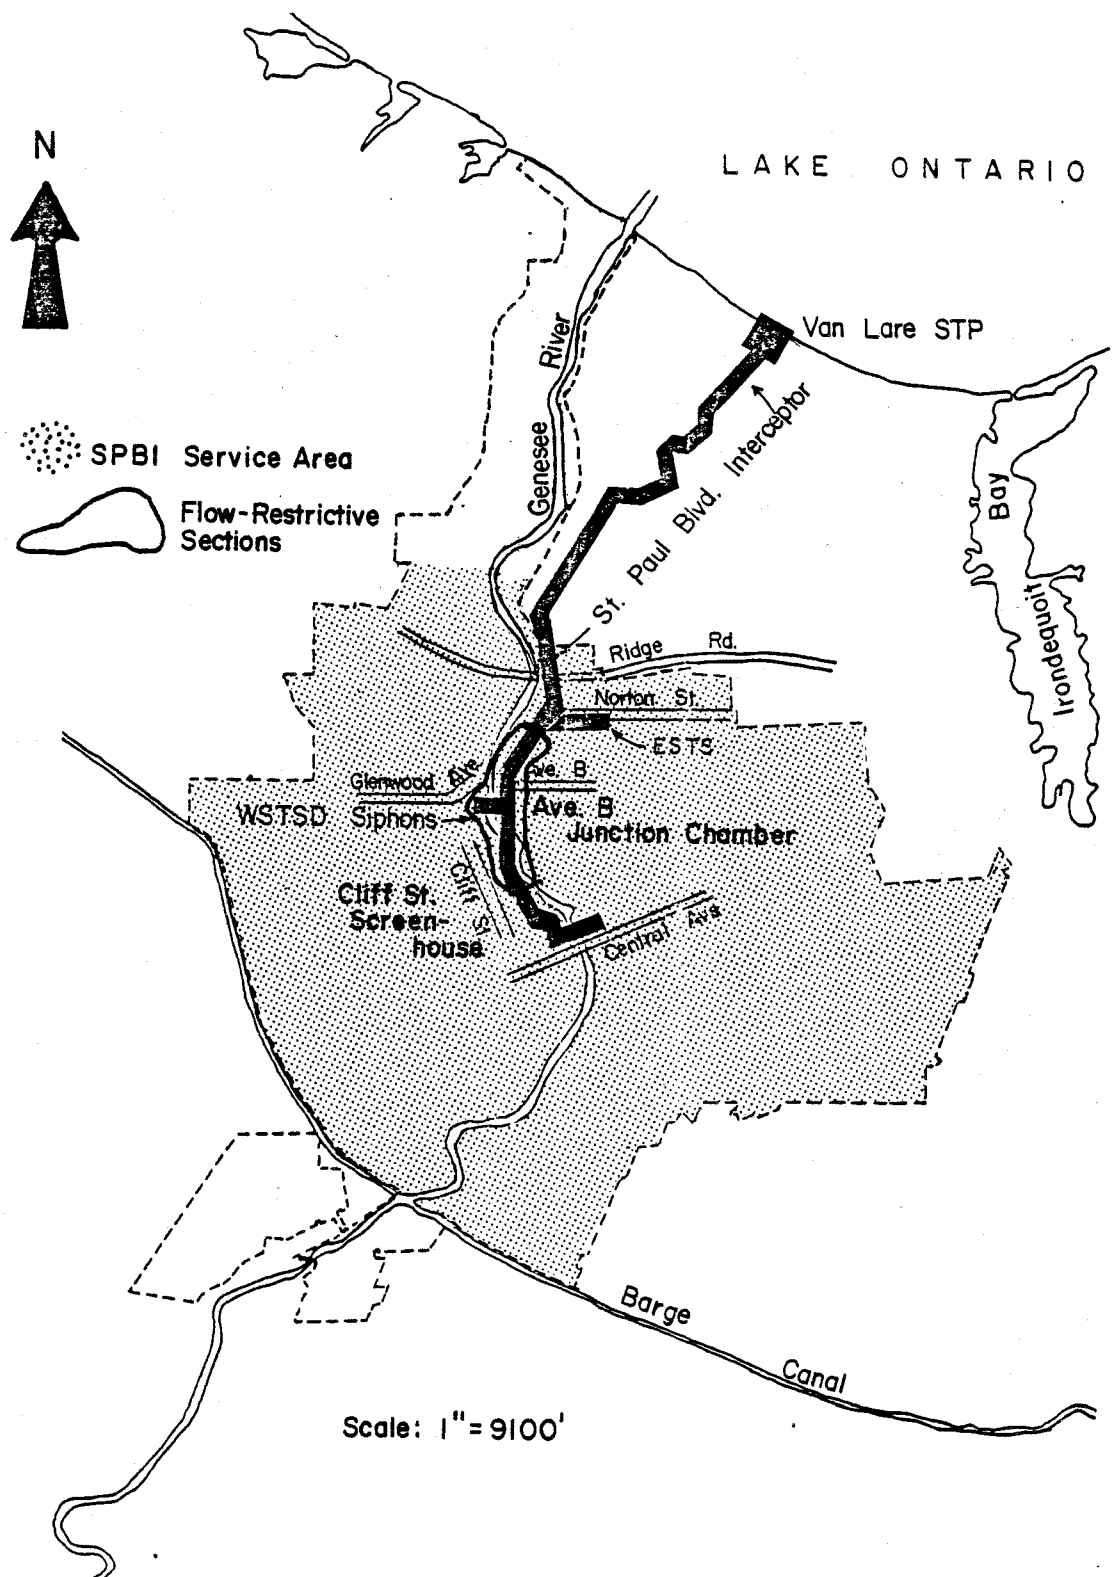 N
LAKE ONTARIO
Van Lare STP
River
Genesee
St. Paul Blvd. Interceptor
SPBI Service Area
Flow-Restrictive
Sections
Bay
Irondequoit
Ridge Rd.
Norton St.
ESTS
Glenwood Ave.
Ave. B
WSTSD Siphons
Ave. B
Junction Chamber
Cliff St.
Cliff St.
Screen-
house
Central Ave.
Barge
Canal
Scale: 1"=9100'